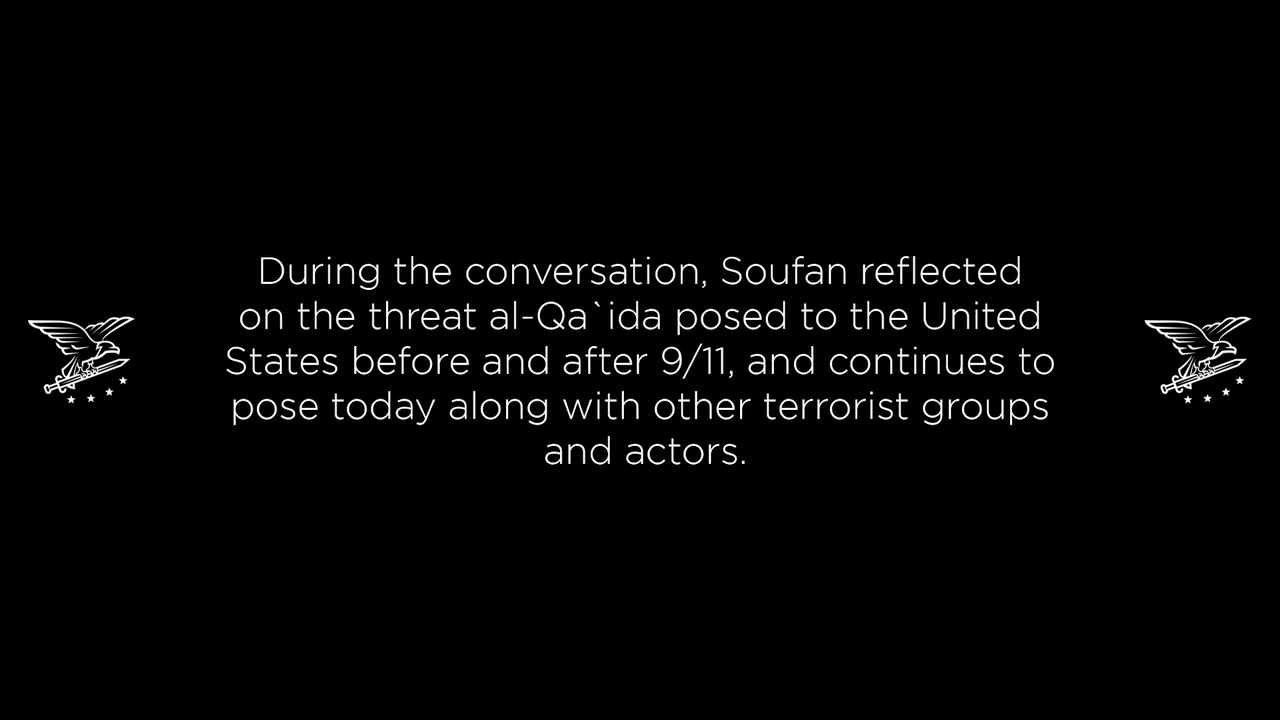 During the conversation, Soufan reflected
on the threat al-Qa`ida posed to the United
States before and after 9/11, and continues to
pose today along with other terrorist groups
and actors.